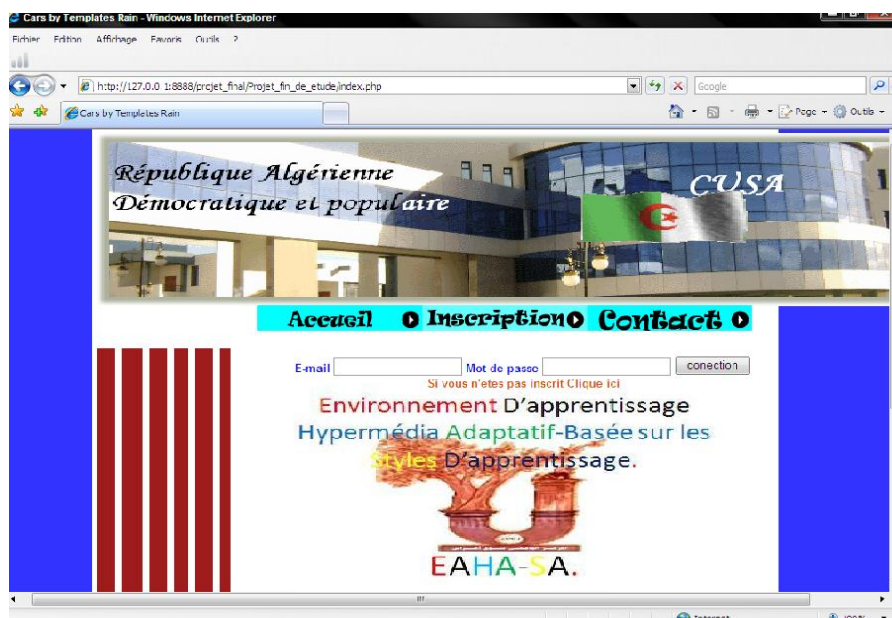 Cars by Templates Rain - Windows Internet Explorer
Fichier Edition Affichage Favoris Outils ?
http://127.0.0.1:8888/projet_final/Projet_fin_de_etude/index.php
Google
Cars by Templates Rain
Page Outils
République Algérienne
Démocratique et populaire
CUSA
Accueil Inscription Contact
E-mail Mot de passe conection
Si vous n'etes pas inscrit Clique ici
Environnement D'apprentissage
Hypermédia Adaptatif-Basée sur les
Styles D'apprentissage.
EAHA-SA.
Internet 100%